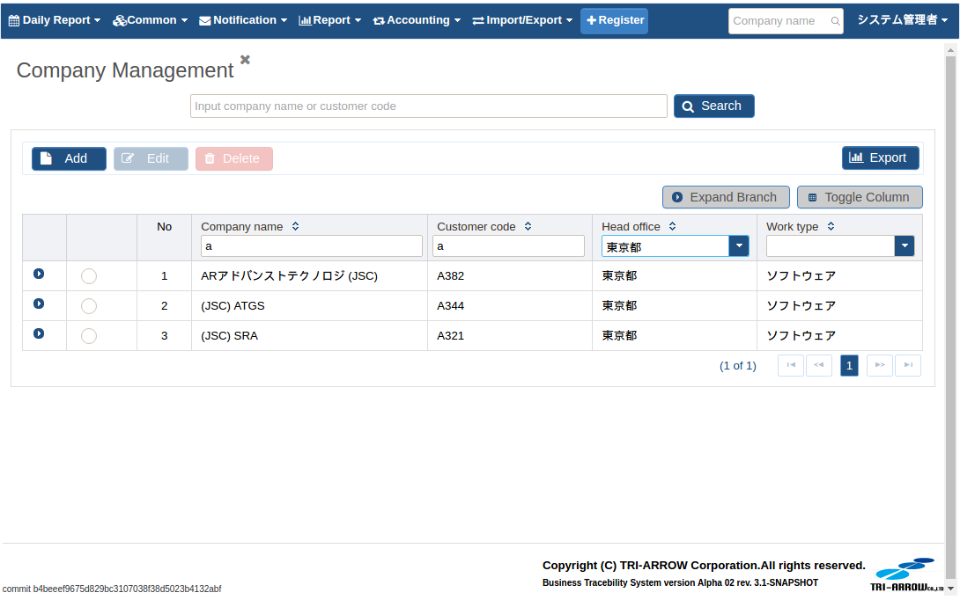 Daily Report Common Notification Report Accounting Import/Export + Register Company name システム管理者
Company Management ×
Input company name or customer code Search
Add Edit Delete Export
Expand Branch Toggle Column
No Company name Customer code Head office Work type
a a 東京都
1 ARアドバンストテクノロジ (JSC) A382 東京都 ソフトウェア
2 (JSC) ATGS A344 東京都 ソフトウェア
3 (JSC) SRA A321 東京都 ソフトウェア
(1 of 1) 1
Copyright (C) TRI-ARROW Corporation.All rights reserved.
Business Tracebility System version Alpha 02 rev. 3.1-SNAPSHOT
TRI-ARROW
commit b4beeef9675d829bc3107038f38d5023b4132abf